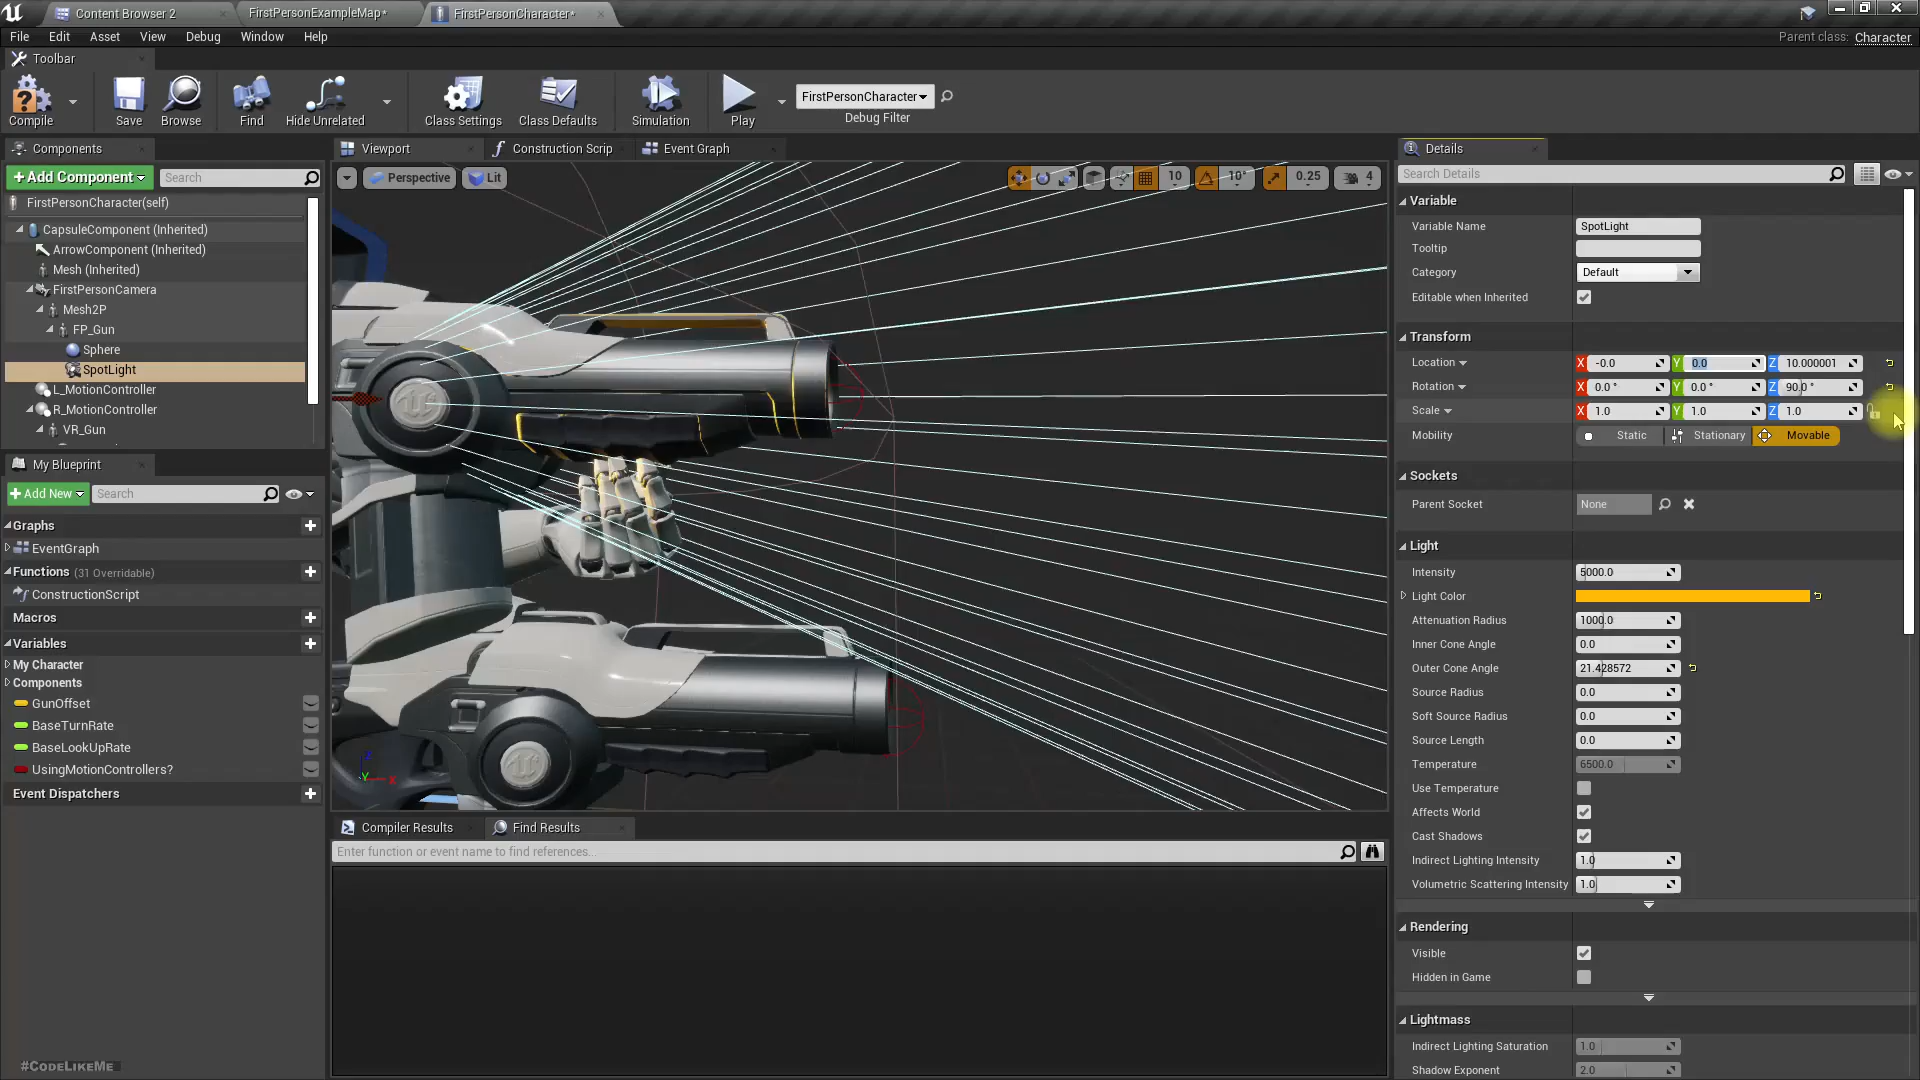 Content Browser 2
FirstPersonExampleMap*
FirstPersonCharacter*
File Edit Asset View Debug Window Help
Parent class: Character
Toolbar
Compile
Save
Browse
Find
Hide Unrelated
Class Settings
Class Defaults
Simulation
Play
FirstPersonCharacter
Debug Filter
Components
+Add Component
Search
FirstPersonCharacter(self)
CapsuleComponent (Inherited)
ArrowComponent (Inherited)
Mesh (Inherited)
FirstPersonCamera
Mesh2P
FP_Gun
Sphere
SpotLight
L_MotionController
R_MotionController
VR_Gun
My Blueprint
+Add New
Search
Graphs
EventGraph
Functions (31 Overridable)
ConstructionScript
Macros
Variables
My Character
Components
GunOffset
BaseTurnRate
BaseLookUpRate
UsingMotionControllers?
Event Dispatchers
#CodeLikeMe
Viewport
Construction Scrip
Event Graph
Perspective
Lit
10
10°
0.25
4
Compiler Results
Find Results
Enter function or event name to find references...
Details
Search Details
Variable
Variable Name SpotLight
Tooltip
Category Default
Editable when Inherited
Transform
Location X -0.0 Y 0.0 Z 10.000001
Rotation X 0.0 ° Y 0.0 ° Z 90.0 °
Scale X 1.0 Y 1.0 Z 1.0
Mobility Static Stationary Movable
Sockets
Parent Socket None
Light
Intensity 5000.0
Light Color
Attenuation Radius 1000.0
Inner Cone Angle 0.0
Outer Cone Angle 21.428572
Source Radius 0.0
Soft Source Radius 0.0
Source Length 0.0
Temperature 6500.0
Use Temperature
Affects World
Cast Shadows
Indirect Lighting Intensity 1.0
Volumetric Scattering Intensity 1.0
Rendering
Visible
Hidden in Game
Lightmass
Indirect Lighting Saturation 1.0
Shadow Exponent 2.0